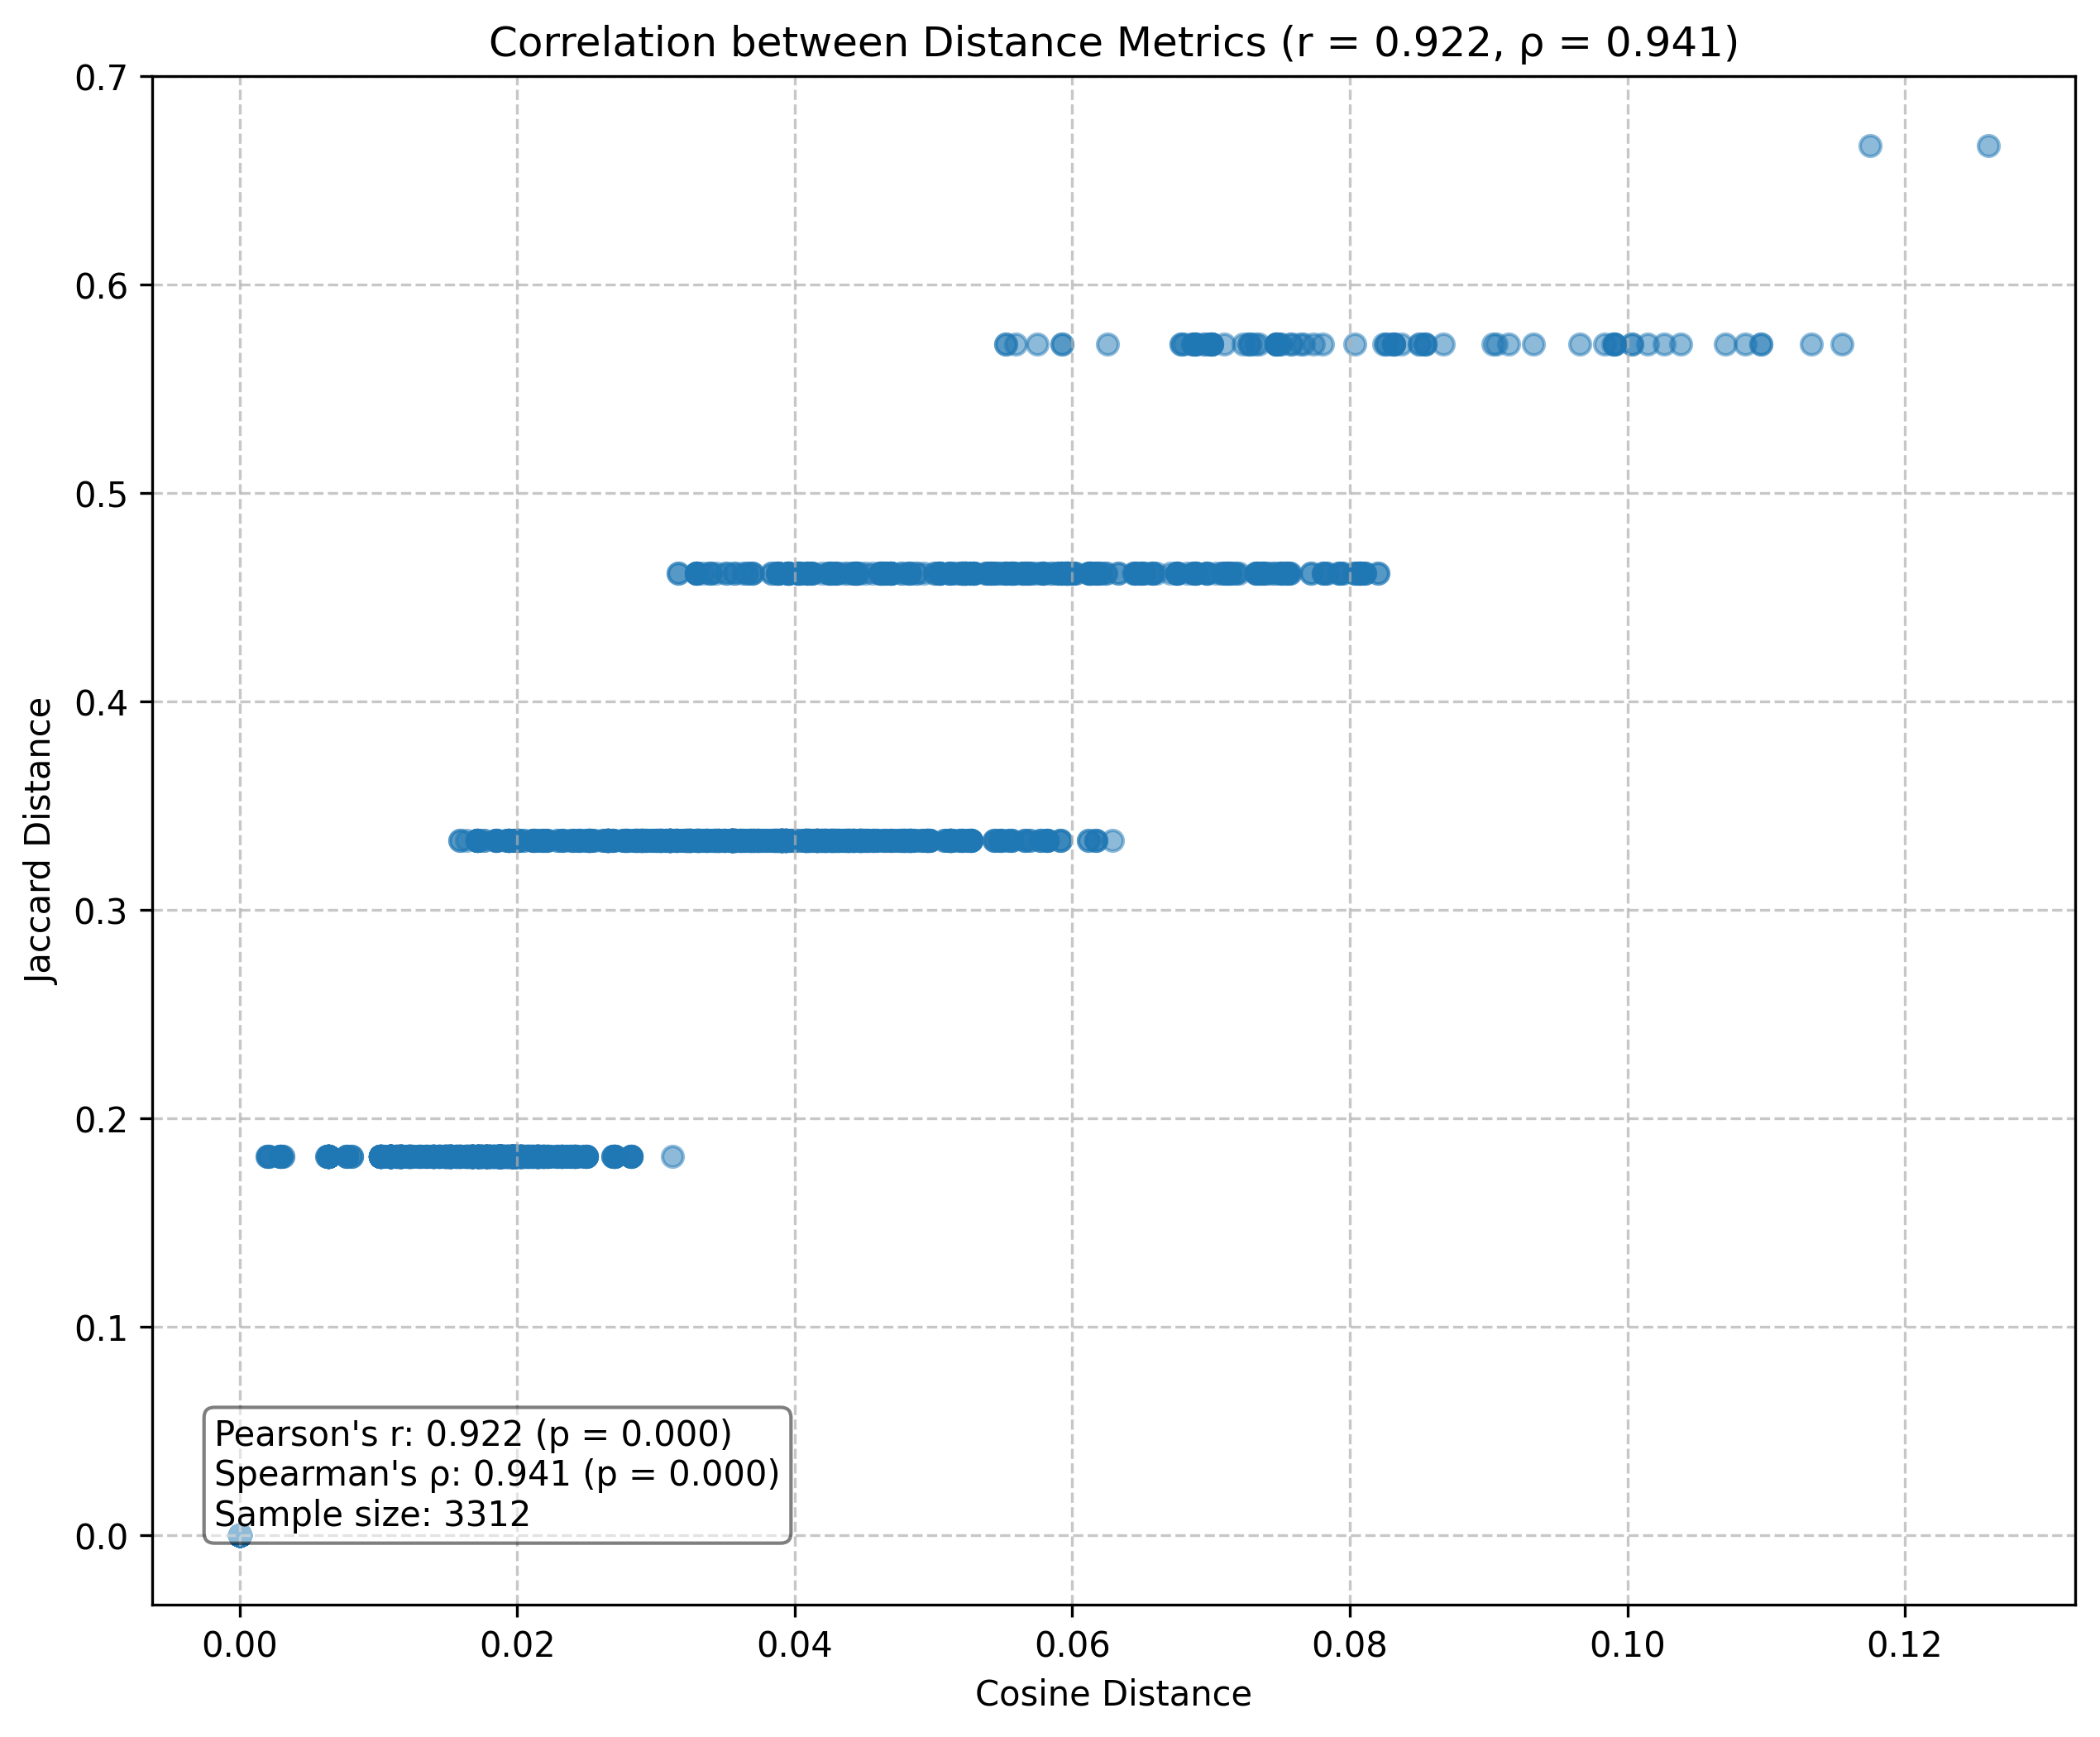 Correlation between Distance Metrics (r = 0.922, ρ = 0.941)
0.7
0.6
0.5
0.4
0.3
0.2
0.1
0.0
Jaccard Distance
Pearson's r: 0.922 (p = 0.000)
Spearman's ρ: 0.941 (p = 0.000)
Sample size: 3312
0.00 0.02 0.04 0.06 0.08 0.10 0.12
Cosine Distance